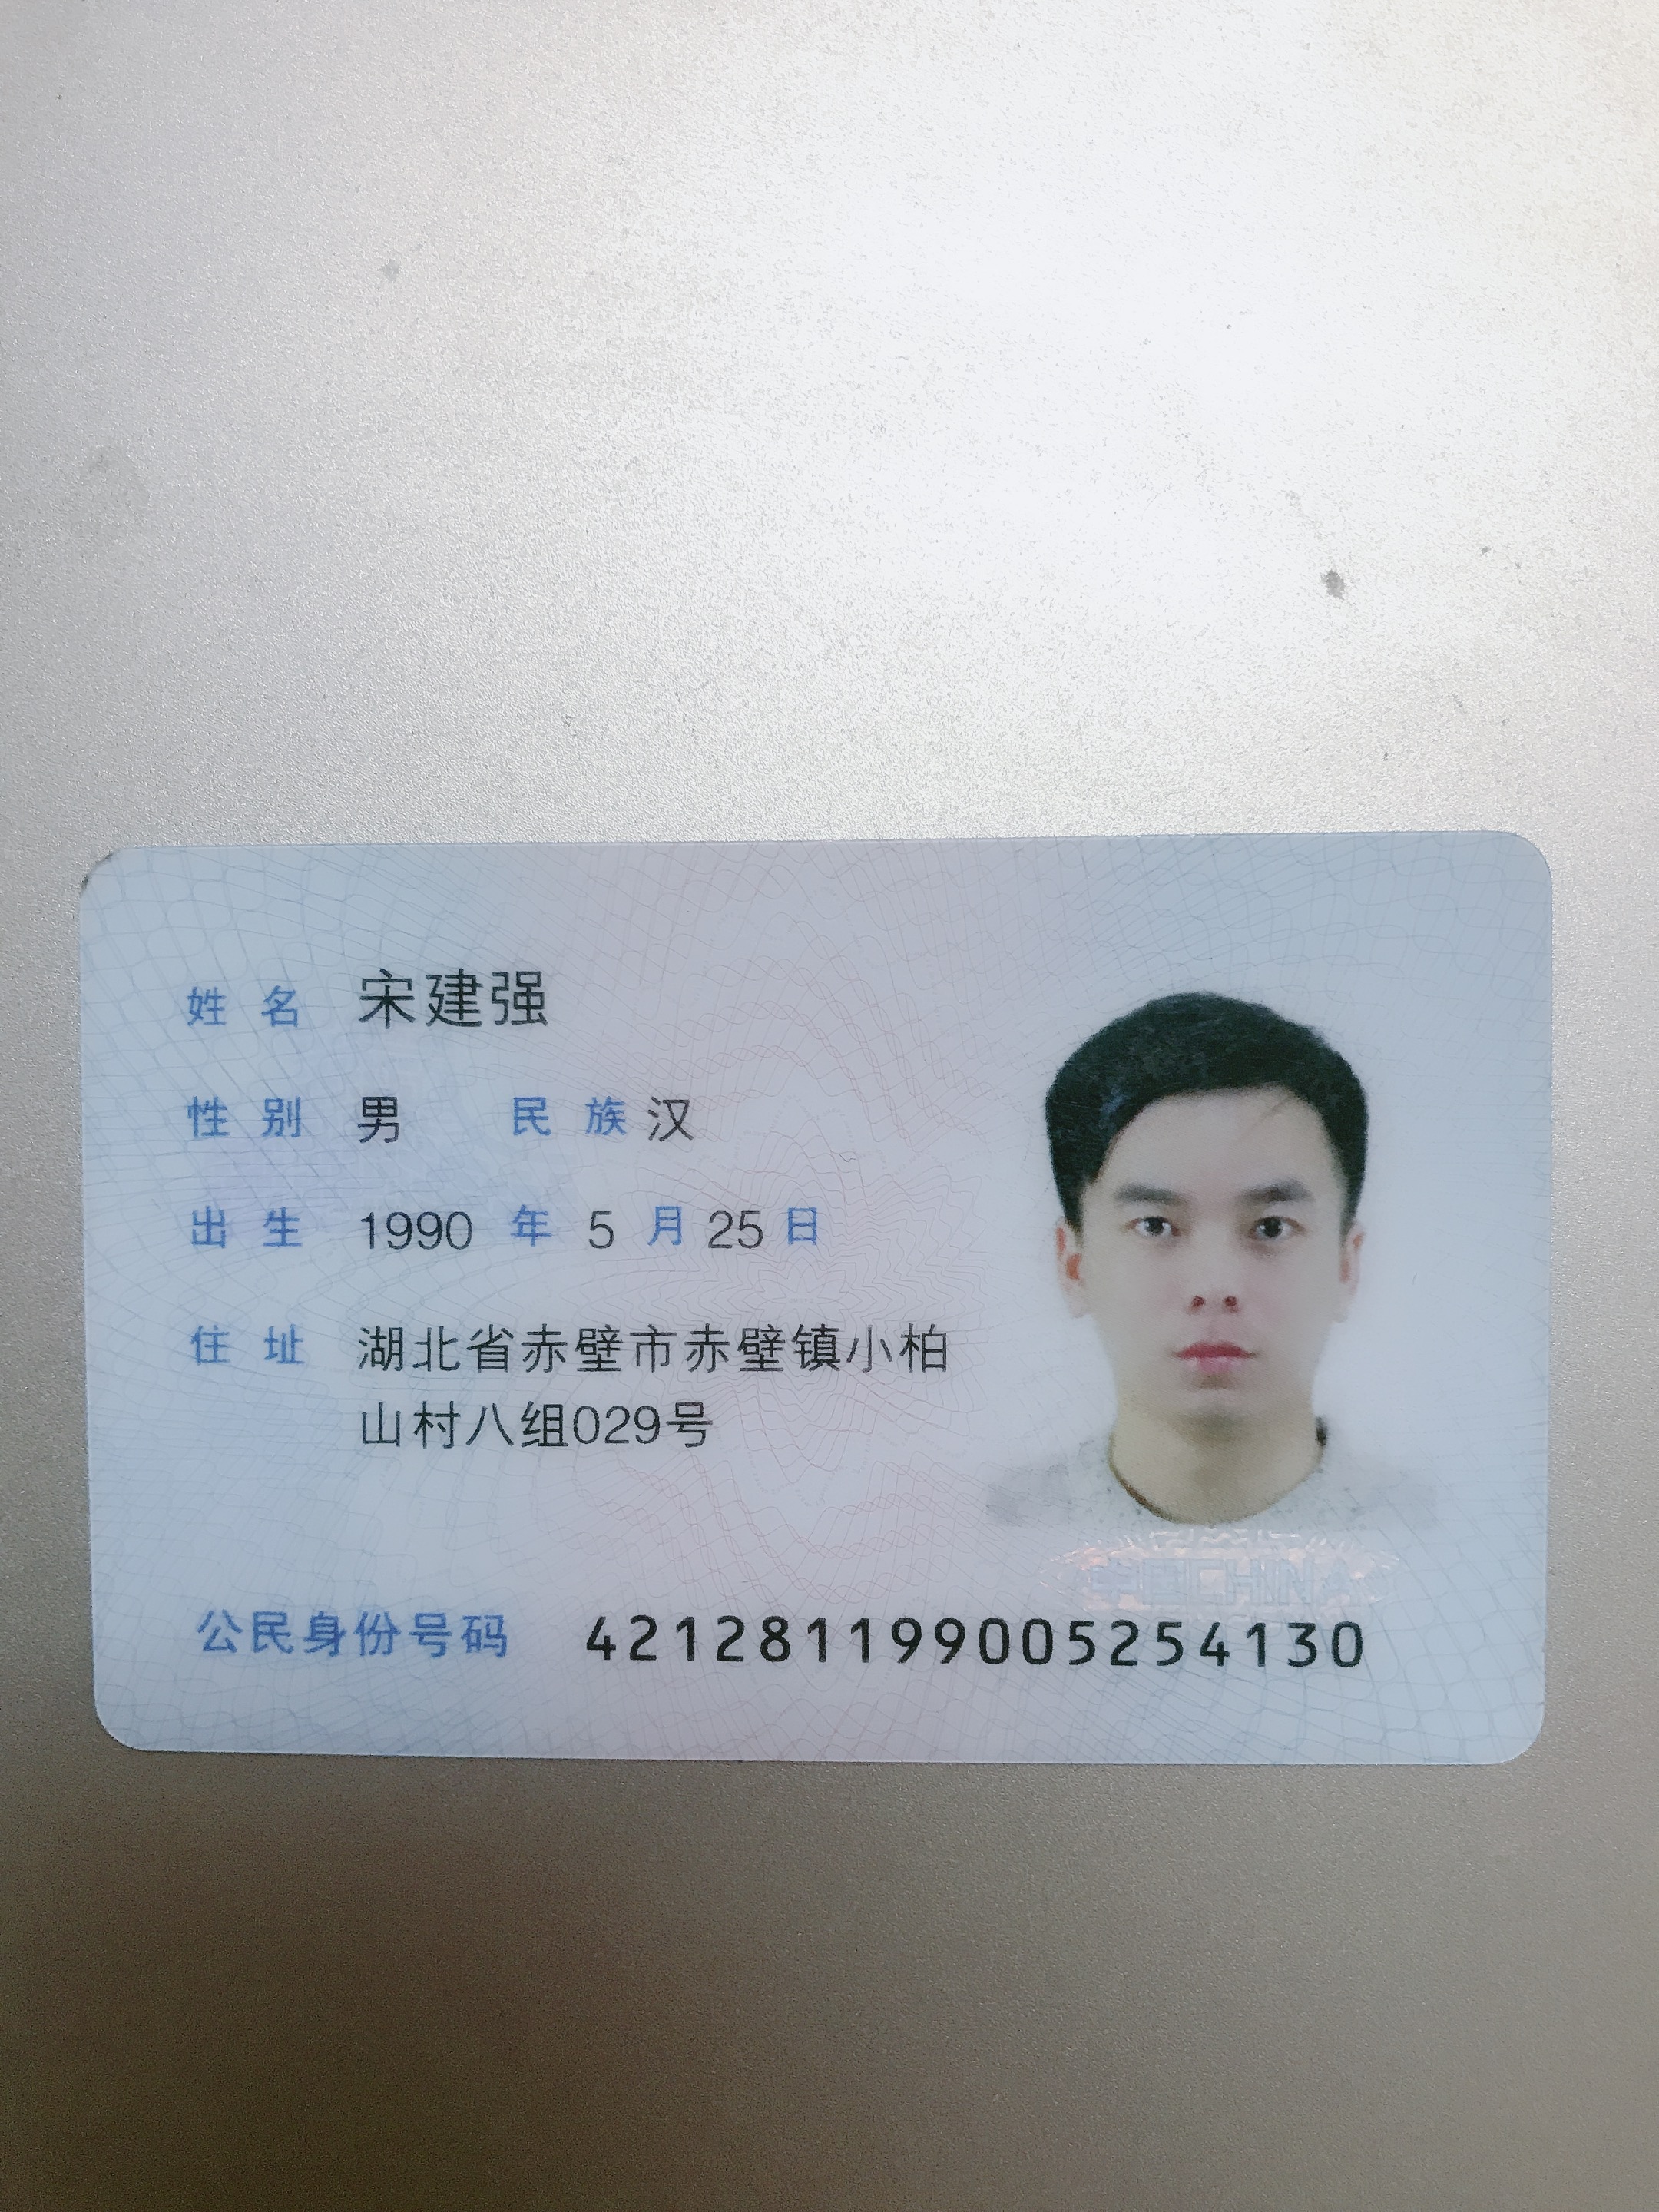 姓名 宋建强
性别 男 民族 汉
出生 1990 年 5 月 25 日
住址 湖北省赤壁市赤壁镇小柏
山村八组029号
中国CHINA
公民身份号码 421281199005254130